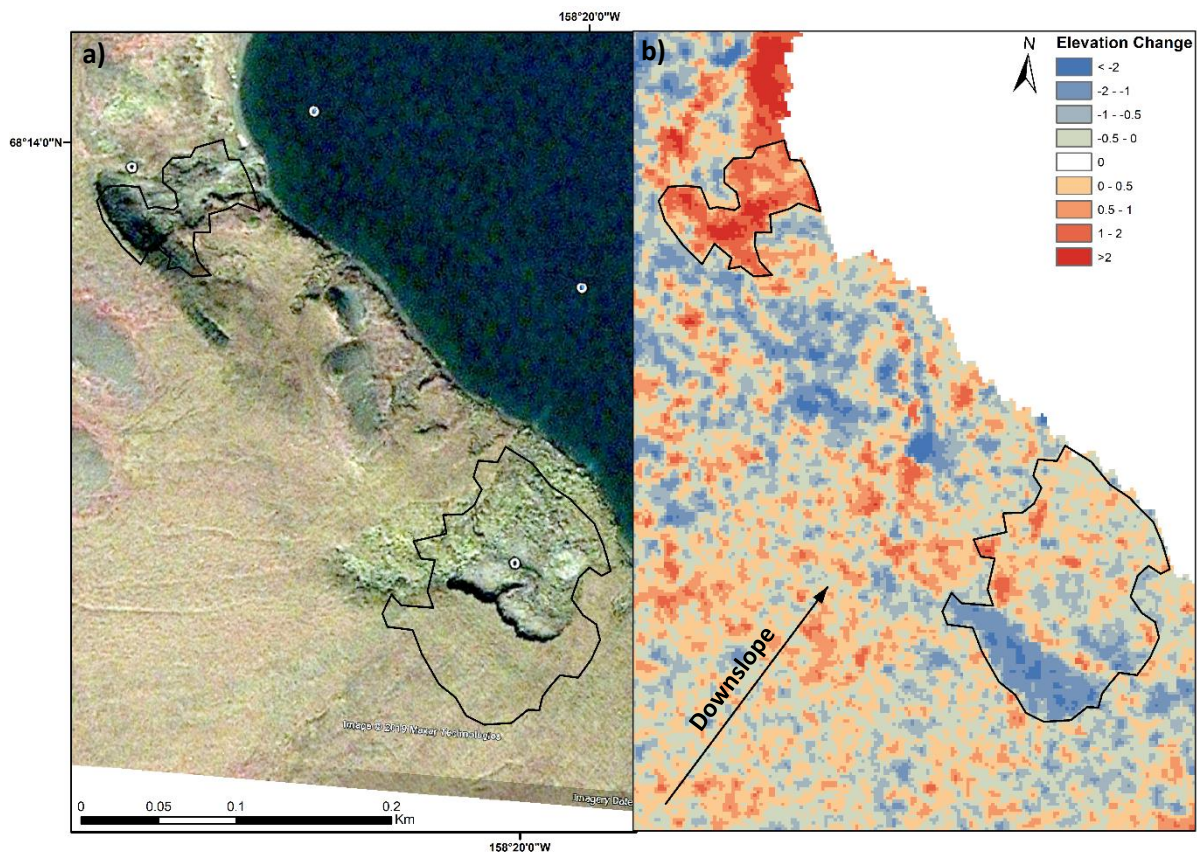 158°20'0"W
a)
b)
N
Elevation Change
< -2
-2 - -1
-1 - -0.5
-0.5 - 0
0
0 - 0.5
0.5 - 1
1 - 2
>2
68°14'0"N
Downslope
Image © 2019 Maxar Technologies
Imagery Date
0 0.05 0.1 0.2
Km
158°20'0"W